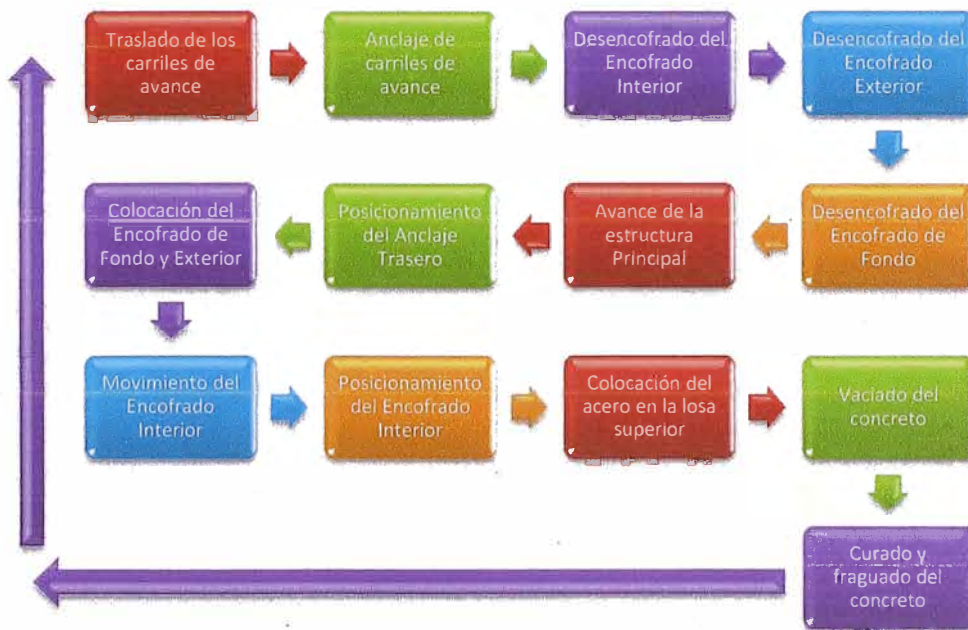 Traslado de los
carriles de
avance
Anclaje de
carriles de
avance
Desencofrado del
Encofrado
Interior
Desencofrado del
Encofrado
Exterior
Desencofrado del
Encofrado de
Fondo
Avance de la
estructura
Principal
Posicionamiento
del Anclaje
Trasero
Colocación del
Encofrado de
Fondo y Exterior
Movimiento del
Encofrado
Interior
Posicionamiento
del Encofrado
Interior
Colocación del
acero en la losa
superior
Vaciado del
concreto
Curado y
fraguado del
concreto